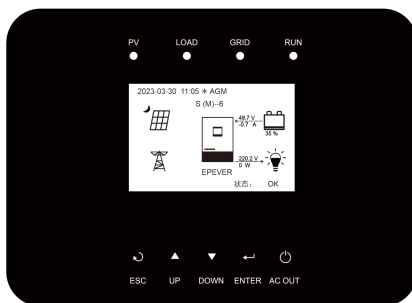 PV LOAD GRID RUN
2023-03-30 11:05 ＊ AGM
S (M)--6
49.7 V
-0.7 A
35 %
220.2 V
0 W
EPEVER
状态： OK
ESC UP DOWN ENTER AC OUT